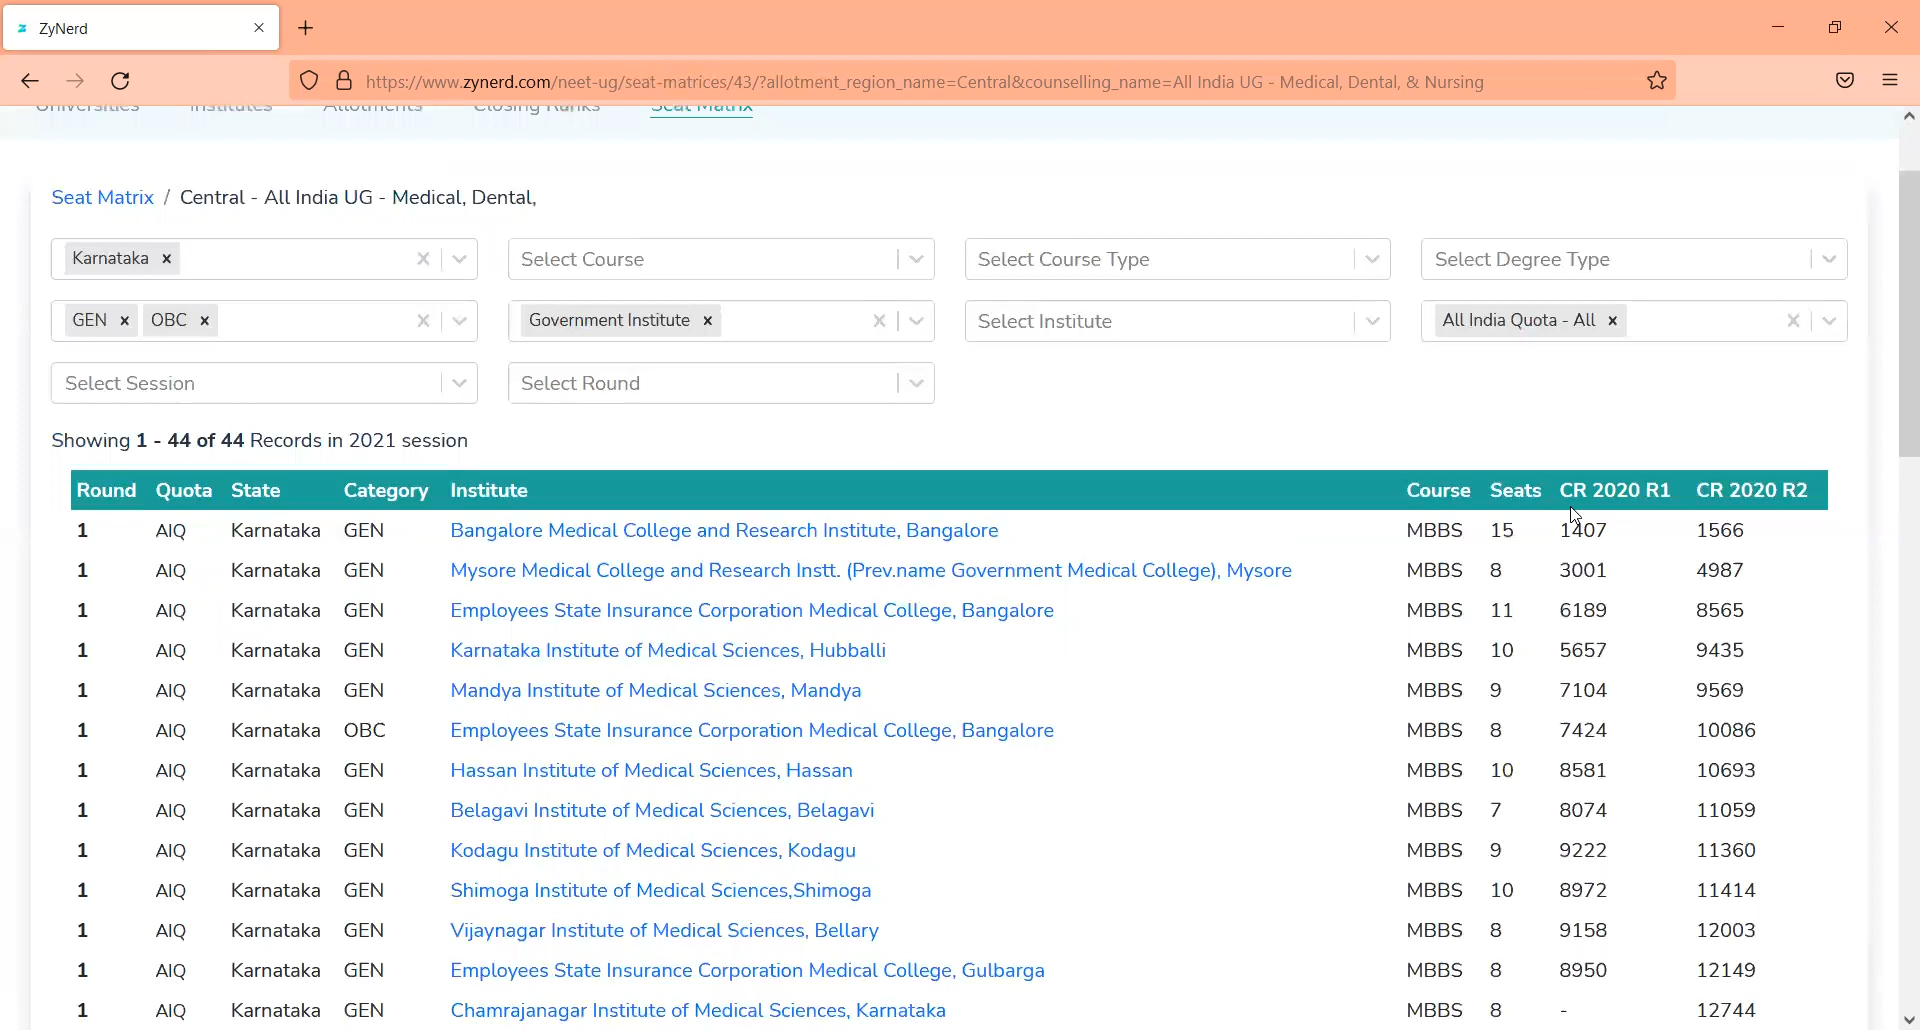 ZyNerd
https://www.zynerd.com/neet-ug/seat-matrices/43/?allotment_region_name=Central&counselling_name=All India UG - Medical, Dental, & Nursing
Universities Institutes Allotments Closing Ranks Seat Matrix
Seat Matrix / Central - All India UG - Medical, Dental,
Karnataka × Select Course Select Course Type Select Degree Type
GEN × OBC × Government Institute × Select Institute All India Quota - All ×
Select Session Select Round
Showing 1 - 44 of 44 Records in 2021 session
Round Quota State Category Institute Course Seats CR 2020 R1 CR 2020 R2
1 AIQ Karnataka GEN Bangalore Medical College and Research Institute, Bangalore MBBS 15 1407 1566
1 AIQ Karnataka GEN Mysore Medical College and Research Instt. (Prev.name Government Medical College), Mysore MBBS 8 3001 4987
1 AIQ Karnataka GEN Employees State Insurance Corporation Medical College, Bangalore MBBS 11 6189 8565
1 AIQ Karnataka GEN Karnataka Institute of Medical Sciences, Hubballi MBBS 10 5657 9435
1 AIQ Karnataka GEN Mandya Institute of Medical Sciences, Mandya MBBS 9 7104 9569
1 AIQ Karnataka OBC Employees State Insurance Corporation Medical College, Bangalore MBBS 8 7424 10086
1 AIQ Karnataka GEN Hassan Institute of Medical Sciences, Hassan MBBS 10 8581 10693
1 AIQ Karnataka GEN Belagavi Institute of Medical Sciences, Belagavi MBBS 7 8074 11059
1 AIQ Karnataka GEN Kodagu Institute of Medical Sciences, Kodagu MBBS 9 9222 11360
1 AIQ Karnataka GEN Shimoga Institute of Medical Sciences,Shimoga MBBS 10 8972 11414
1 AIQ Karnataka GEN Vijaynagar Institute of Medical Sciences, Bellary MBBS 8 9158 12003
1 AIQ Karnataka GEN Employees State Insurance Corporation Medical College, Gulbarga MBBS 8 8950 12149
1 AIQ Karnataka GEN Chamrajanagar Institute of Medical Sciences, Karnataka MBBS 8 - 12744